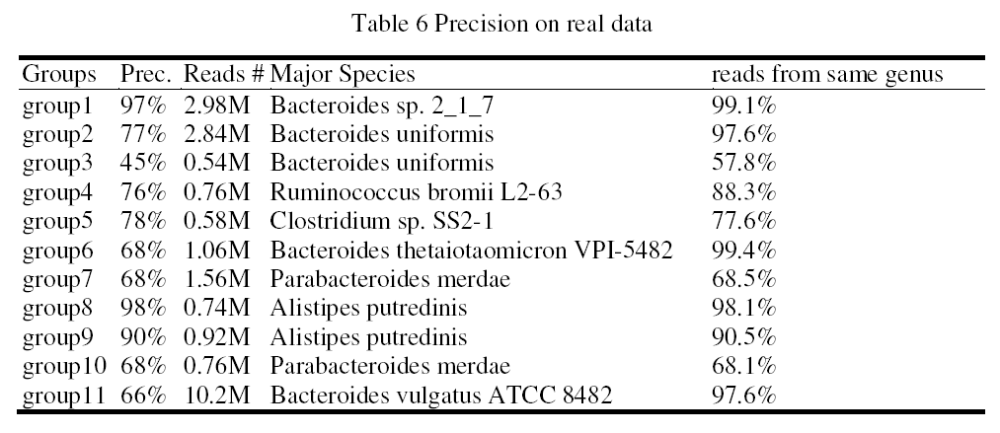 Table 6 Precision on real data
Groups Prec. Reads # Major Species reads from same genus
group1 97% 2.98M Bacteroides sp. 2_1_7 99.1%
group2 77% 2.84M Bacteroides uniformis 97.6%
group3 45% 0.54M Bacteroides uniformis 57.8%
group4 76% 0.76M Ruminococcus bromii L2-63 88.3%
group5 78% 0.58M Clostridium sp. SS2-1 77.6%
group6 68% 1.06M Bacteroides thetaiotaomicron VPI-5482 99.4%
group7 68% 1.56M Parabacteroides merdae 68.5%
group8 98% 0.74M Alistipes putredinis 98.1%
group9 90% 0.92M Alistipes putredinis 90.5%
group10 68% 0.76M Parabacteroides merdae 68.1%
group11 66% 10.2M Bacteroides vulgatus ATCC 8482 97.6%